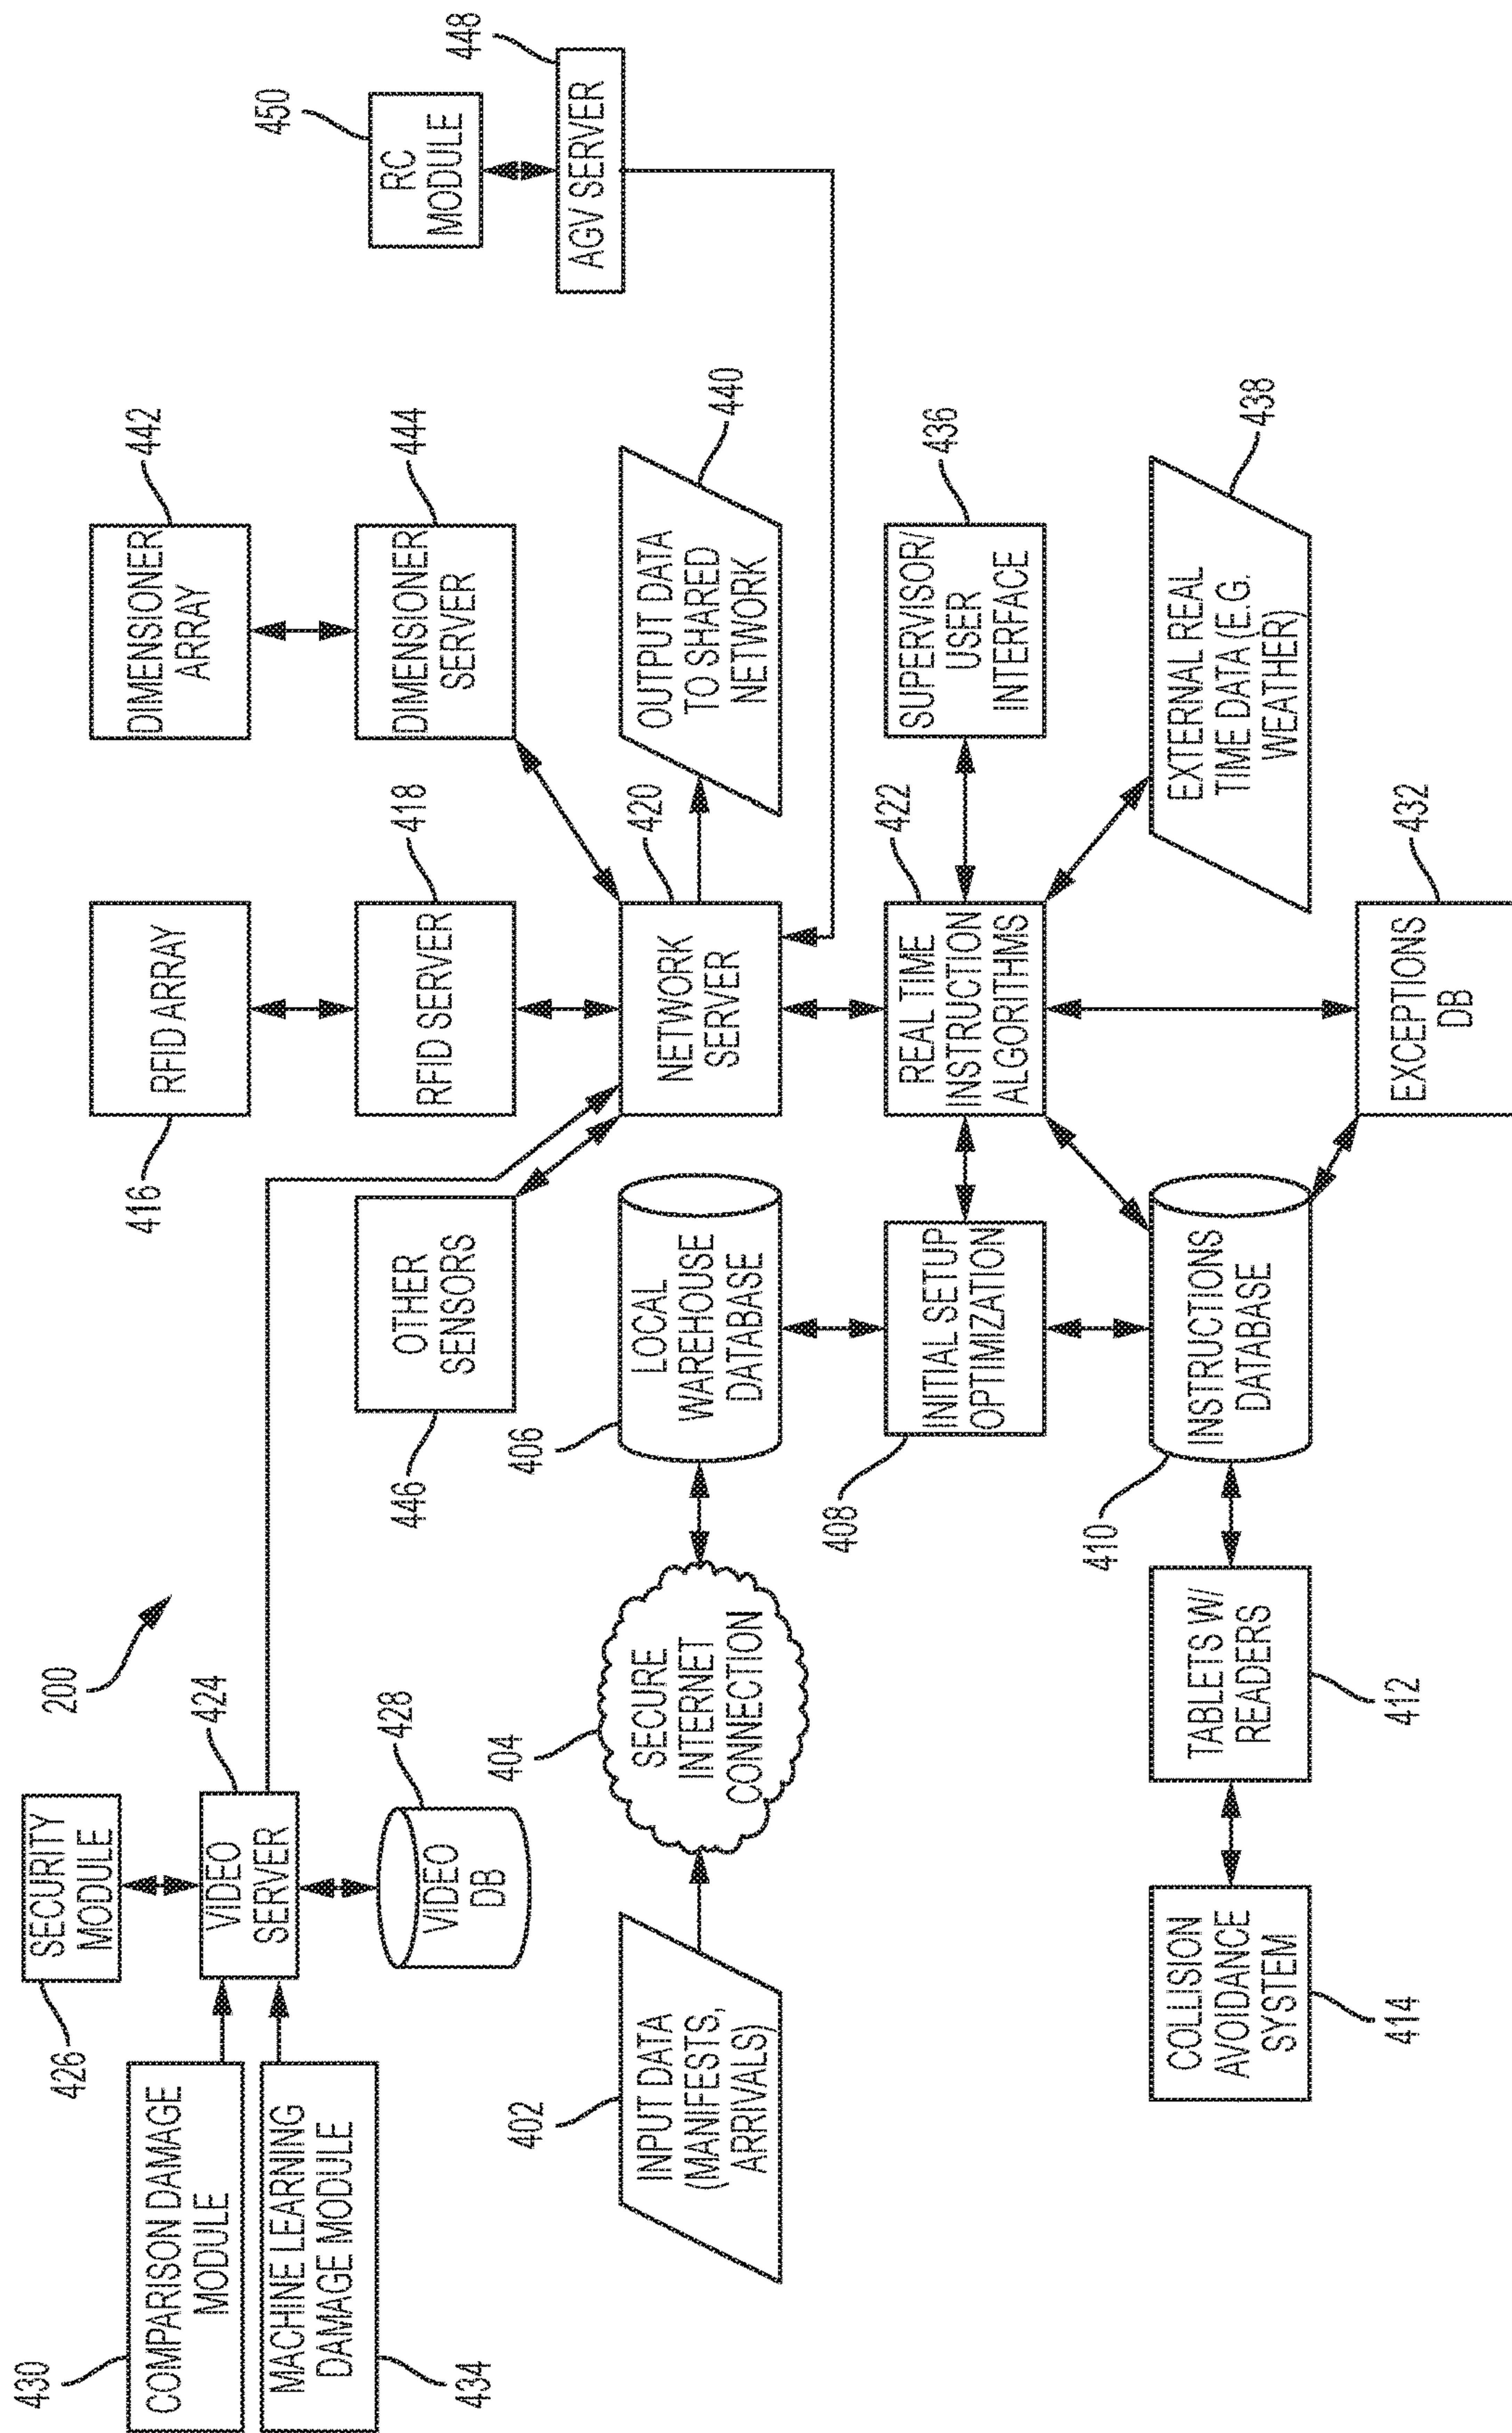 200
430
COMPARISON DAMAGE
MODULE
MACHINE LEARNING
DAMAGE MODULE
434
426
SECURITY
MODULE
424
VIDEO
SERVER
428
VIDEO
DB
416
RFID ARRAY
442
DIMENSIONER
ARRAY
446
OTHER
SENSORS
418
RFID SERVER
444
DIMENSIONER
SERVER
450
RC
MODULE
448
AGV SERVER
402
INPUT DATA
(MANIFESTS,
ARRIVALS)
404
SECURE
INTERNET
CONNECTION
406
LOCAL
WAREHOUSE
DATABASE
420
NETWORK
SERVER
440
OUTPUT DATA
TO SHARED
NETWORK
408
INITIAL SETUP
OPTIMIZATION
422
REAL TIME
INSTRUCTION
ALGORITHMS
436
SUPERVISOR/
USER
INTERFACE
414
COLLISION
AVOIDANCE
SYSTEM
412
TABLETS W/
READERS
410
INSTRUCTIONS
DATABASE
438
EXTERNAL REAL
TIME DATA (E.G.
WEATHER)
432
EXCEPTIONS
DB